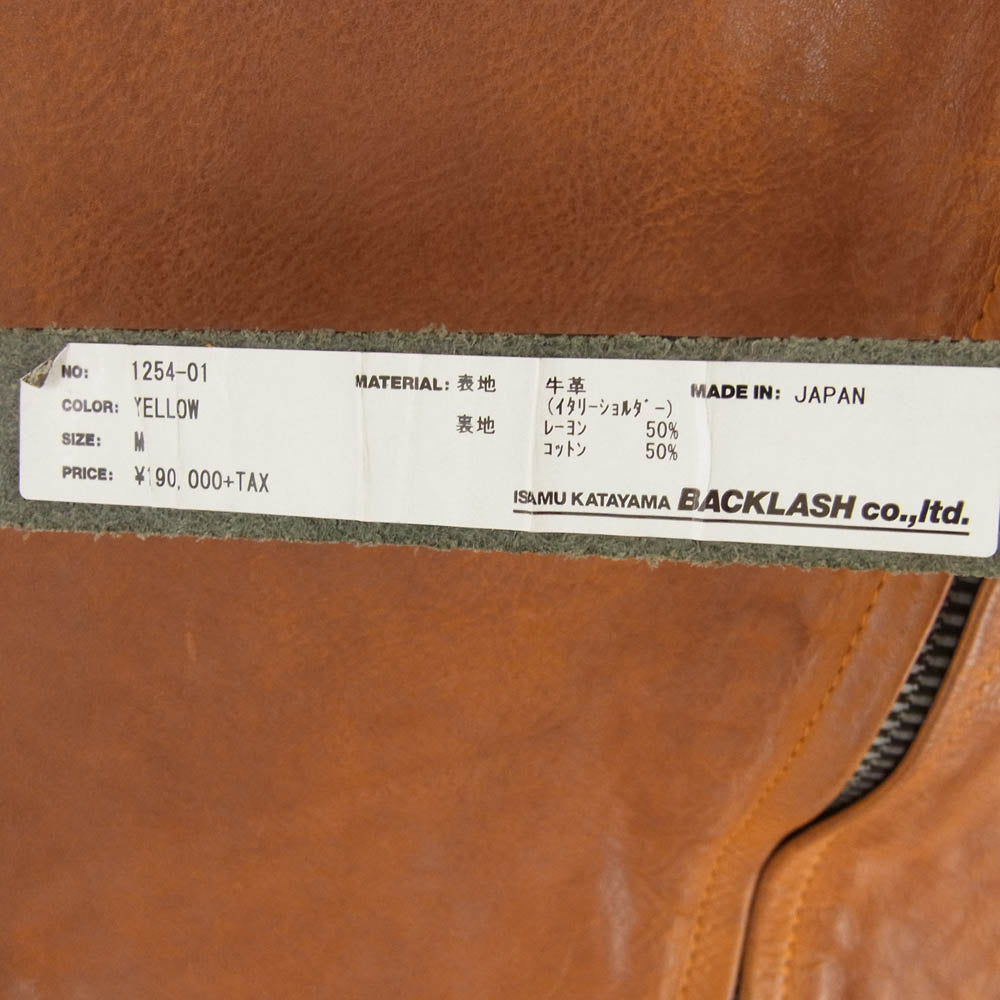 NO: 1254-01
COLOR: YELLOW
SIZE: M
PRICE: ¥190,000+TAX
MATERIAL: 表地 牛革
(イタリーショルダー)
裏地 レーヨン 50%
コットン 50%
MADE IN: JAPAN
ISAMU KATAYAMA BACKLASH co.,ltd.